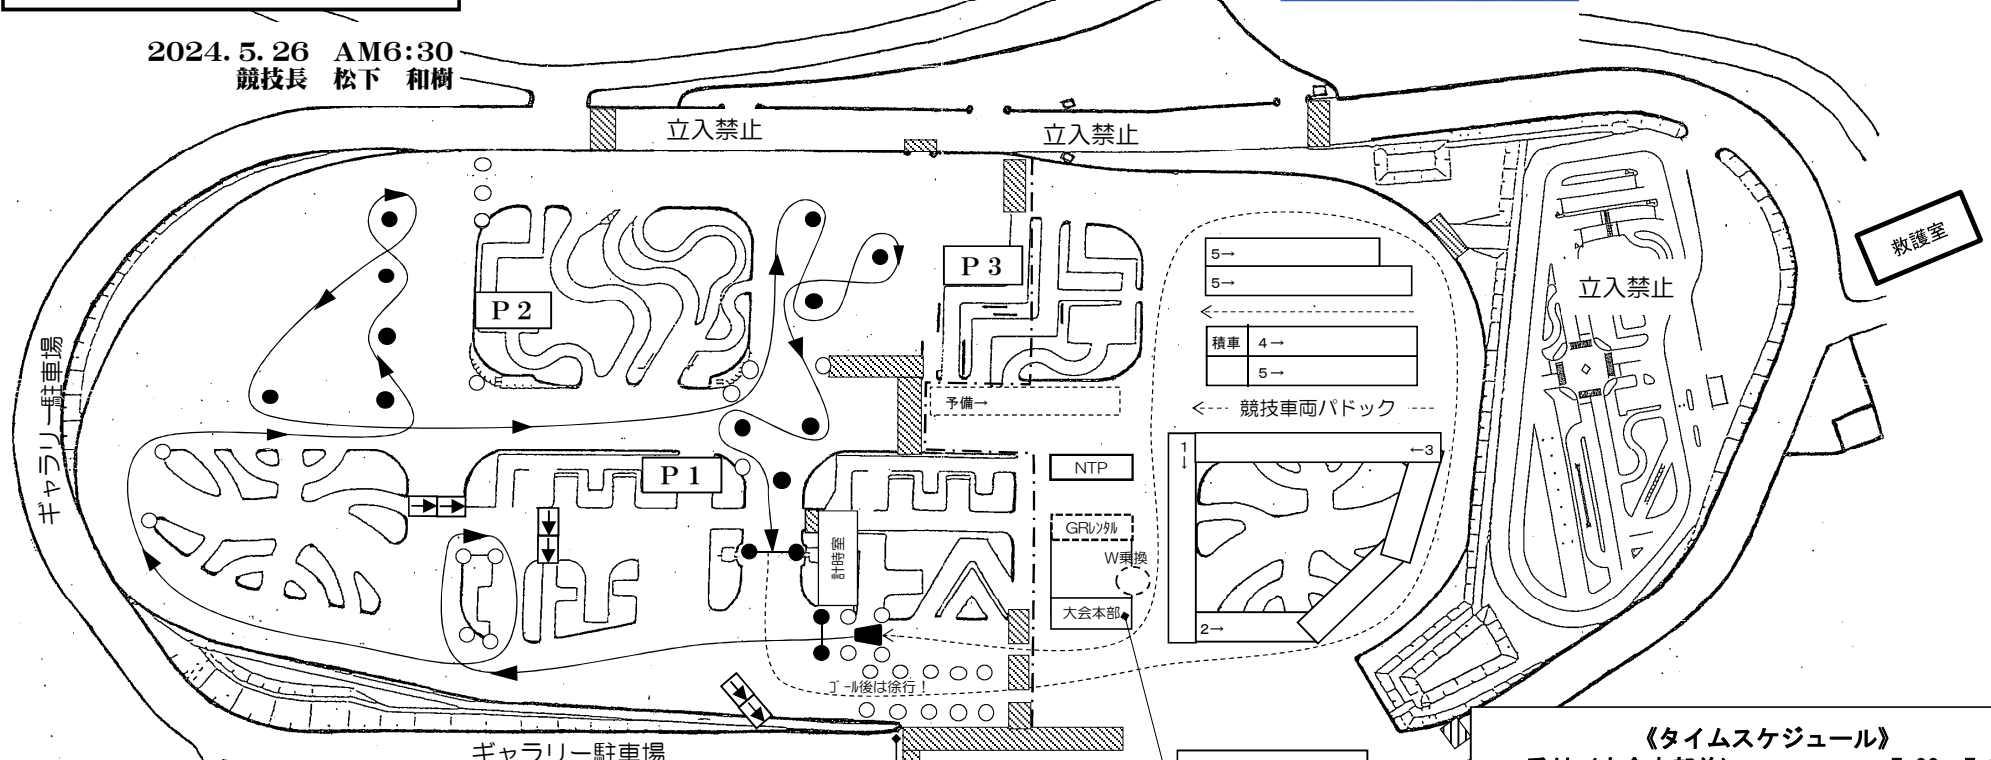 2024.5.26 AM6:30
競技長 松下 和樹
立入禁止
立入禁止
救護室
P3
5→
5→
立入禁止
P2
積車 4→
5→
ギャラリー駐車場
予備→
競技車両パドック
1→
←3
P1
NTP
GRレンタル
計時室
W乗換
大会本部
2→
ゴール後は徐行！
ギャラリー駐車場
《タイムスケジュール》